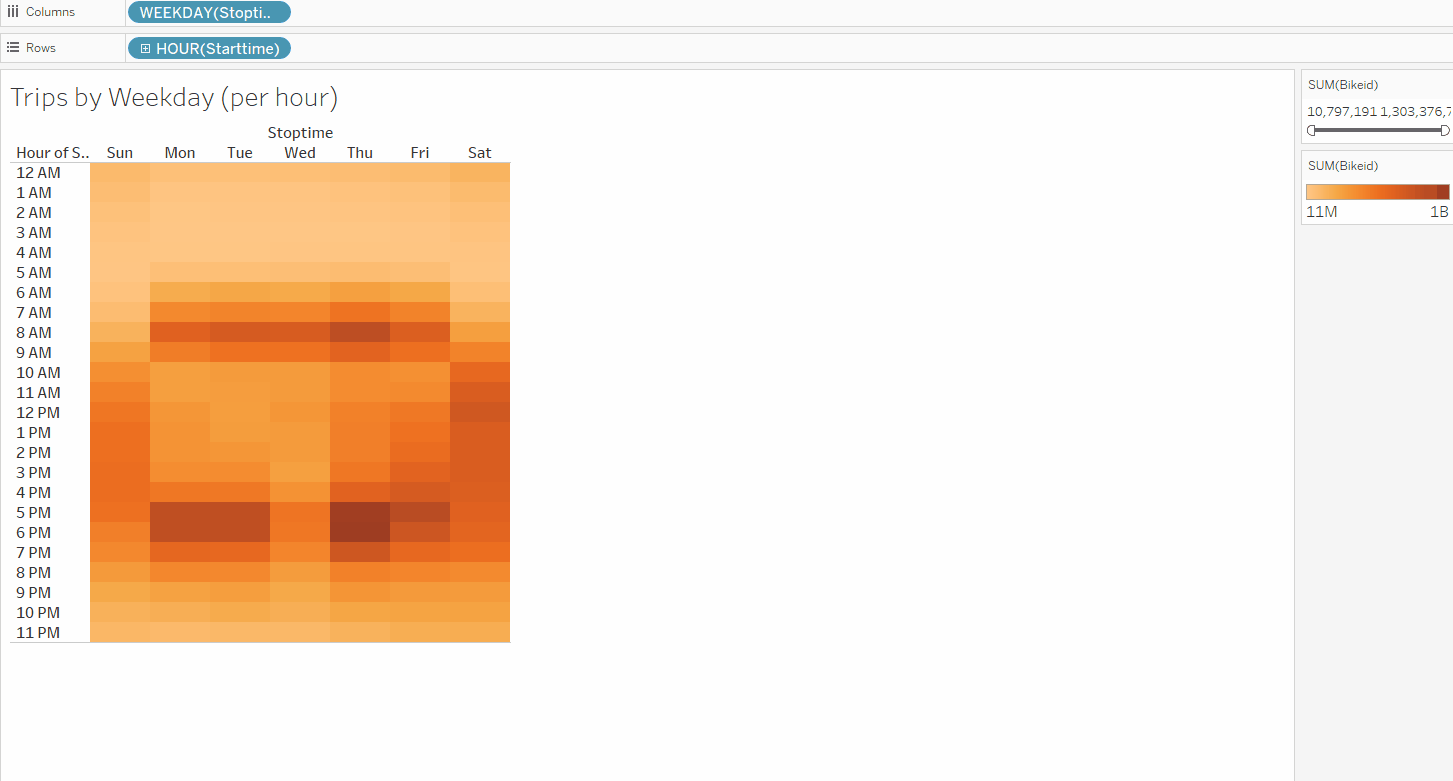 Columns WEEKDAY(Stopti..
Rows HOUR(Starttime)
Trips by Weekday (per hour)
Stoptime
Hour of S.. Sun Mon Tue Wed Thu Fri Sat
12 AM
1 AM
2 AM
3 AM
4 AM
5 AM
6 AM
7 AM
8 AM
9 AM
10 AM
11 AM
12 PM
1 PM
2 PM
3 PM
4 PM
5 PM
6 PM
7 PM
8 PM
9 PM
10 PM
11 PM
SUM(Bikeid)
10,797,191 1,303,376,7
SUM(Bikeid)
11M 1B